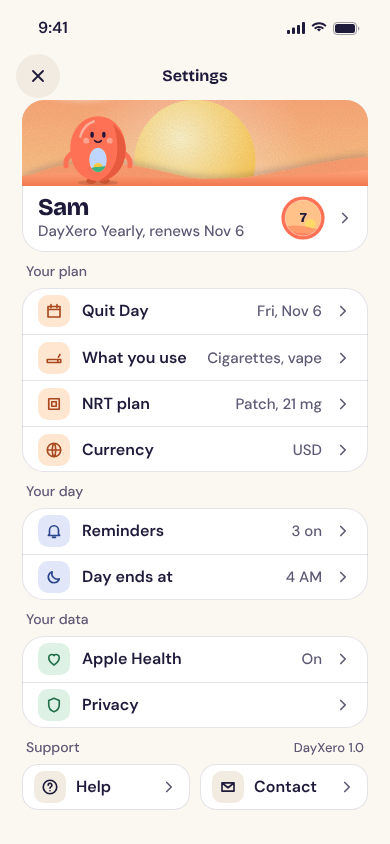 9:41
Settings
Sam
DayXero Yearly, renews Nov 6
7
Your plan
Quit Day Fri, Nov 6
What you use Cigarettes, vape
NRT plan Patch, 21 mg
Currency USD
Your day
Reminders 3 on
Day ends at 4 AM
Your data
Apple Health On
Privacy
Support DayXero 1.0
Help Contact